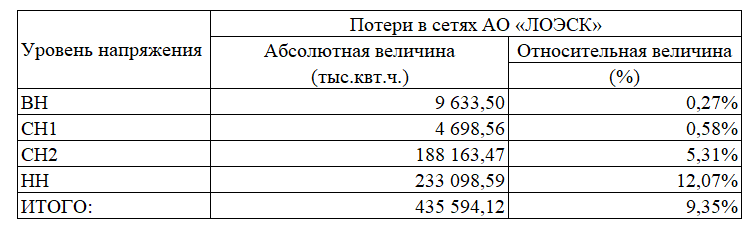 Уровень напряжения
Потери в сетях АО «ЛОЭСК»
Абсолютная величина
(тыс.квт.ч.)
Относительная величина
(%)
ВН 9 633,50 0,27%
СН1 4 698,56 0,58%
СН2 188 163,47 5,31%
НН 233 098,59 12,07%
ИТОГО: 435 594,12 9,35%